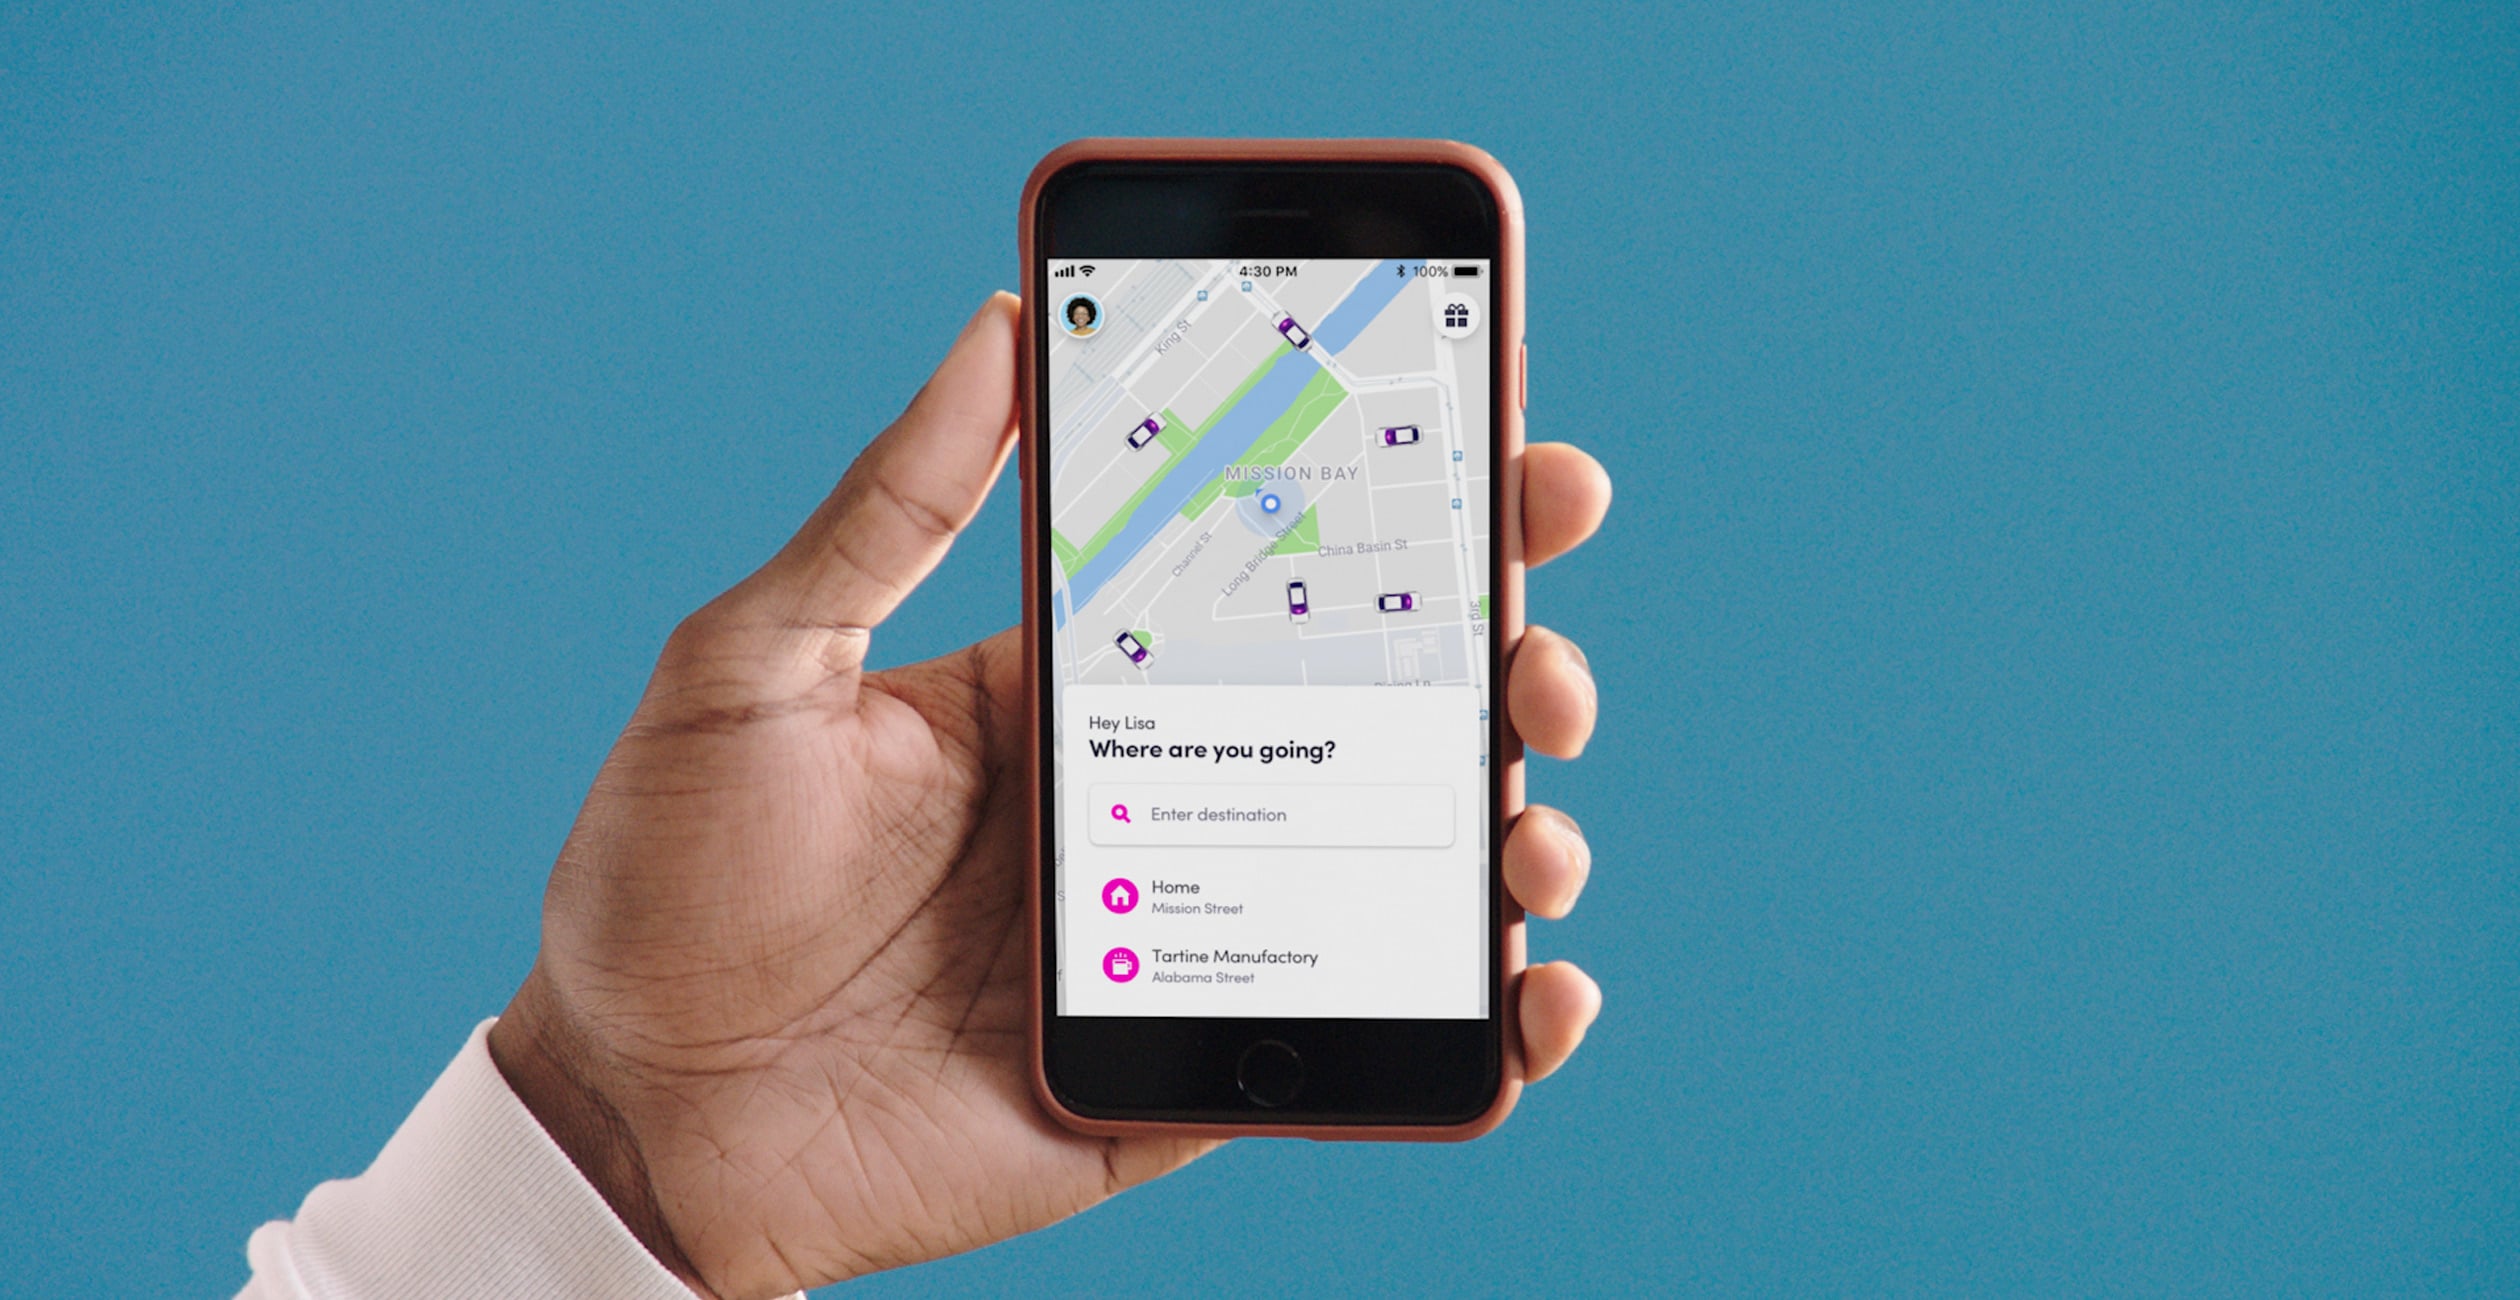 4:30 PM
100%
King St
MISSION BAY
Channel St
Long Bridge Street
China Basin St
3rd St
Hey Lisa
Where are you going?
Enter destination
Home
Mission Street
Tartine Manufactory
Alabama Street